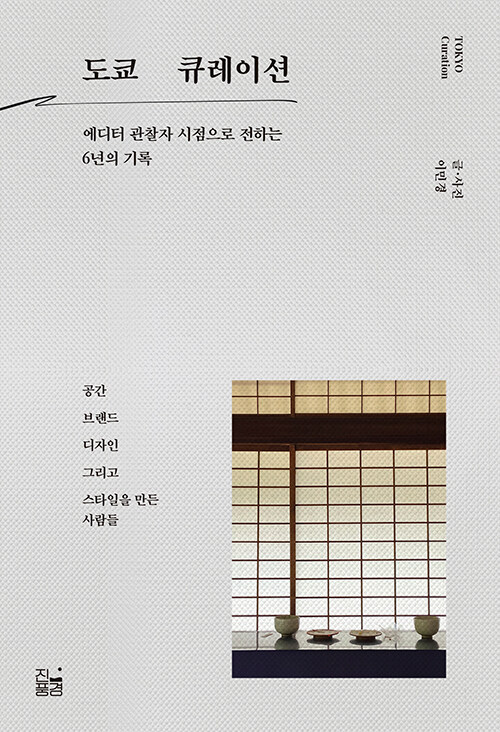 도쿄 큐레이션
에디터 관찰자 시점으로 전하는
6년의 기록
TOKYO
Curation
글·사진
이민경
공간
브랜드
디자인
그리고
스타일을 만든
사람들
진
풍경